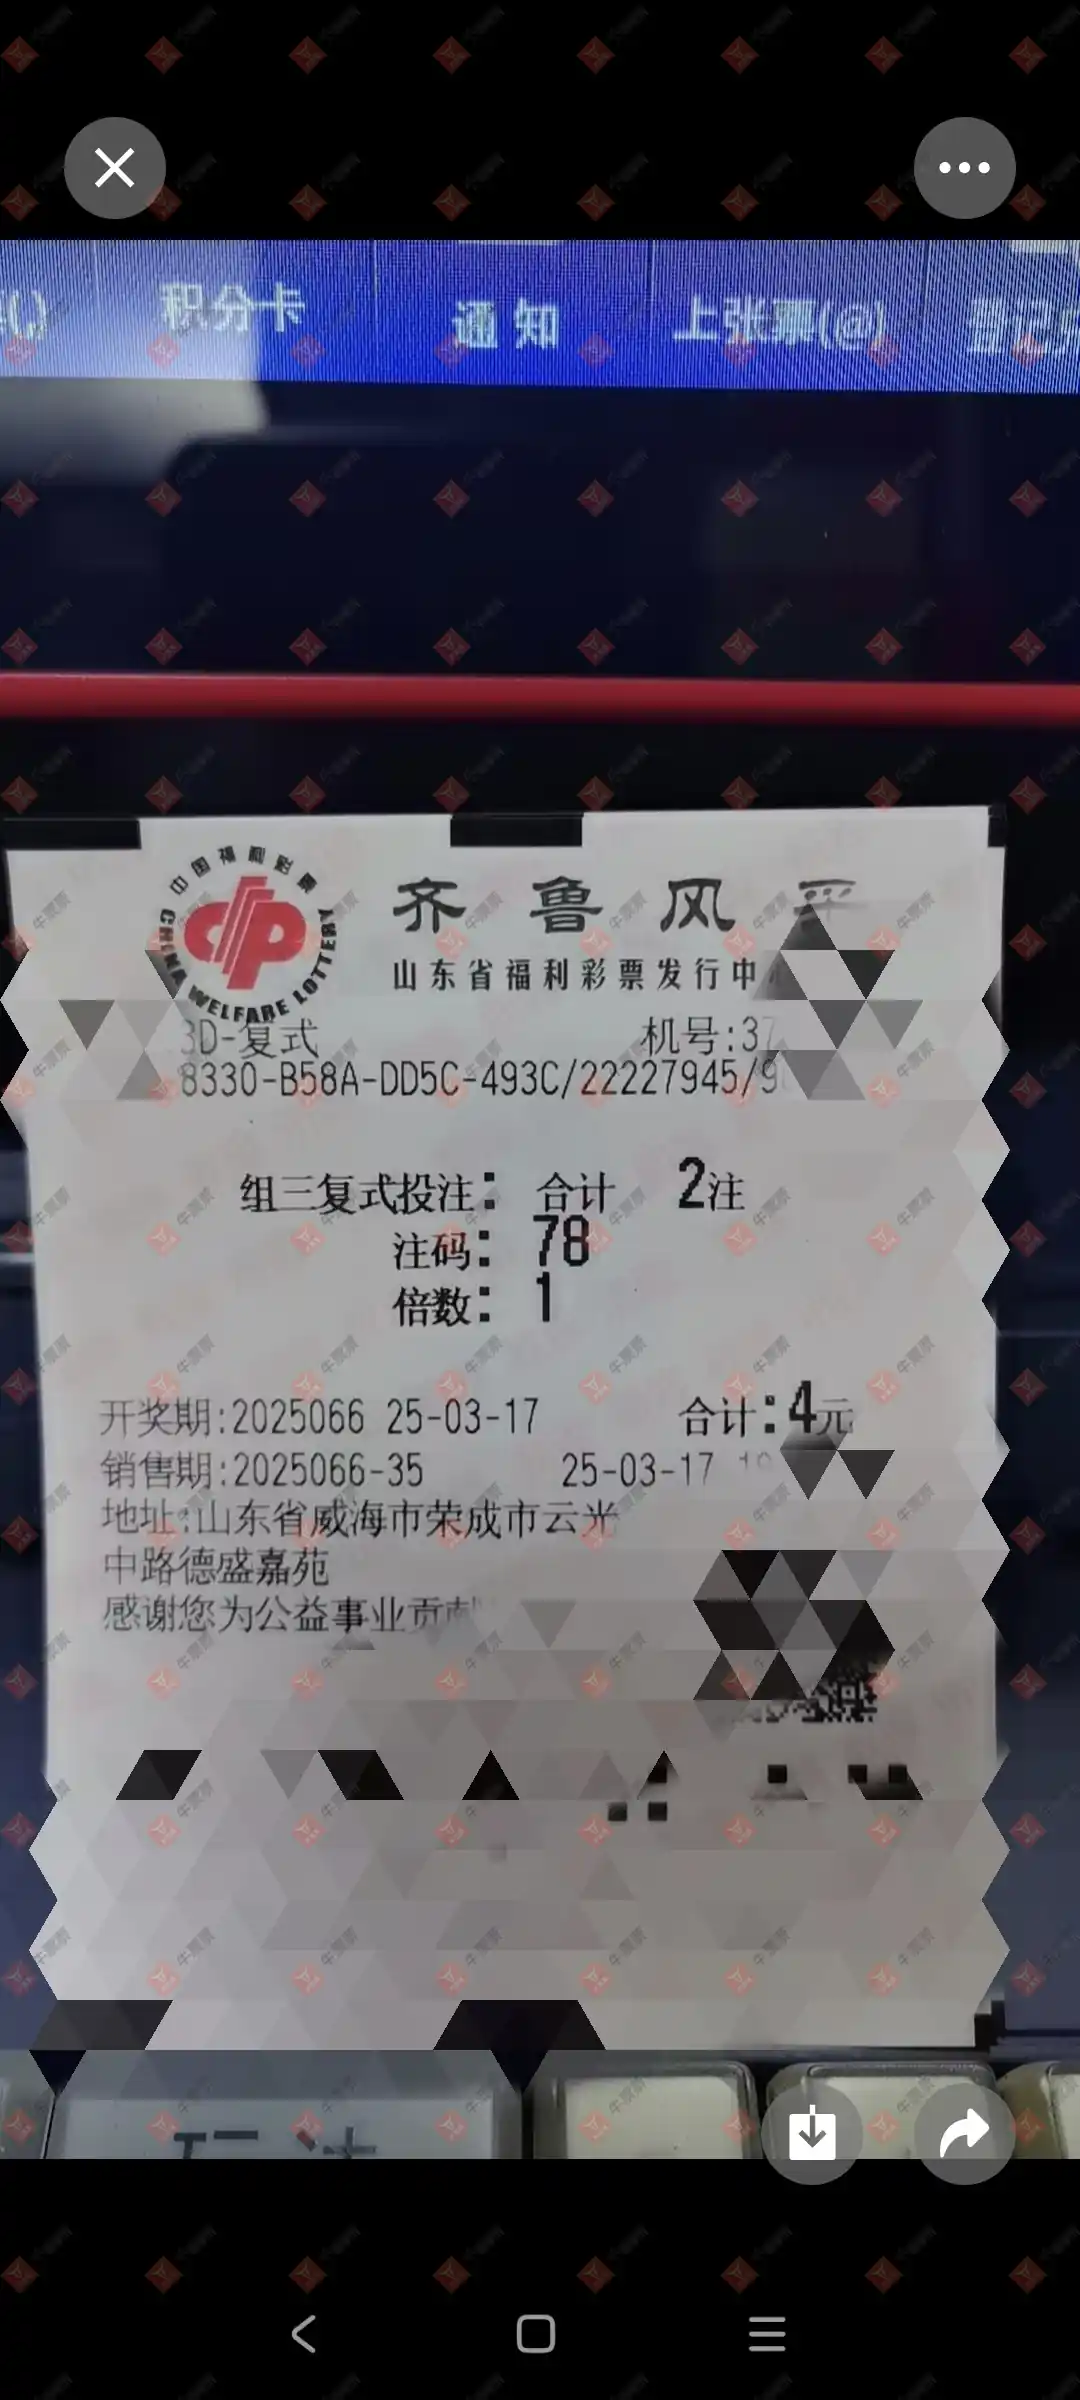 积分卡
通知
上张票(@)
中国福利彩票
CHINA WELFARE LOTTERY
齐鲁风
山东省福利彩票发行中
3D-复式
机号:37
8330-B58A-DD5C-493C/22227945/9
组三复式投注: 合计 2注
注码: 78
倍数: 1
开奖期:2025066 25-03-17 合计:4元
销售期:2025066-35 25-03-17
地址:山东省威海市荣成市云光
中路德盛嘉苑
感谢您为公益事业贡献